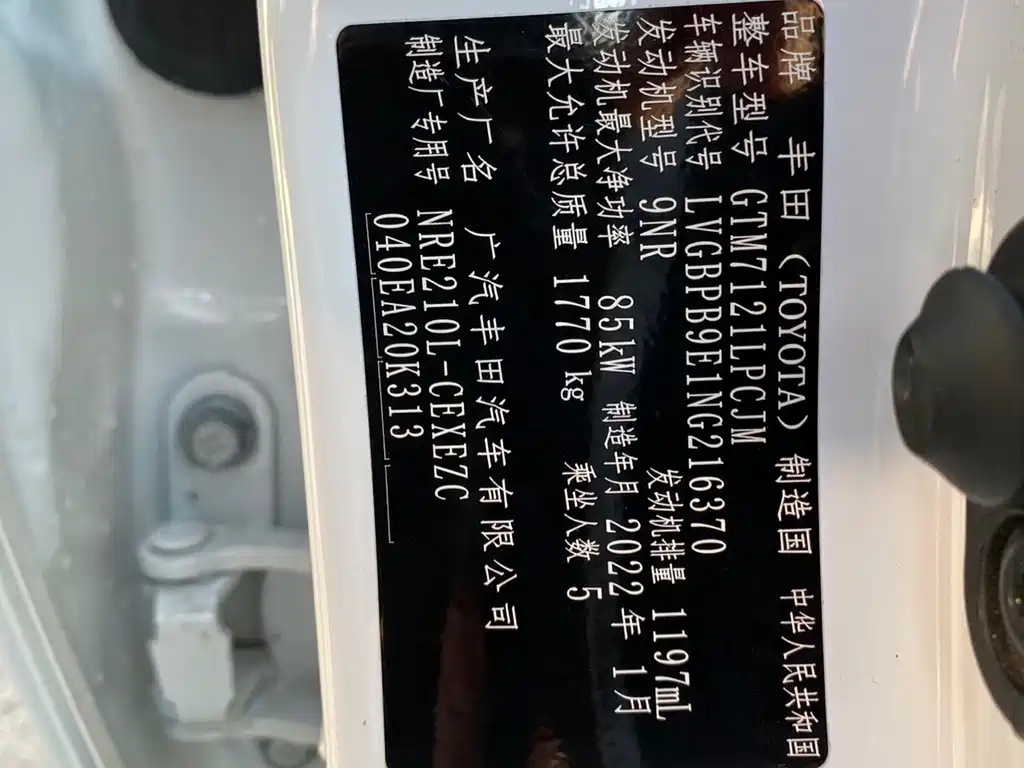 品牌 丰田（TOYOTA） 制造国 中华人民共和国
整车型号 GTM7121LPCJM
车辆识别代号 LVGBPB9E1NG216370
发动机型号 9NR 发动机排量 1197mL
发动机最大净功率 85kW 制造年月 2022年 1月
最大允许总质量 1770 kg 乘坐人数 5
生产厂名 广汽丰田汽车有限公司
制造厂专用号 NRE210L-CEXEZC
040EA20K313